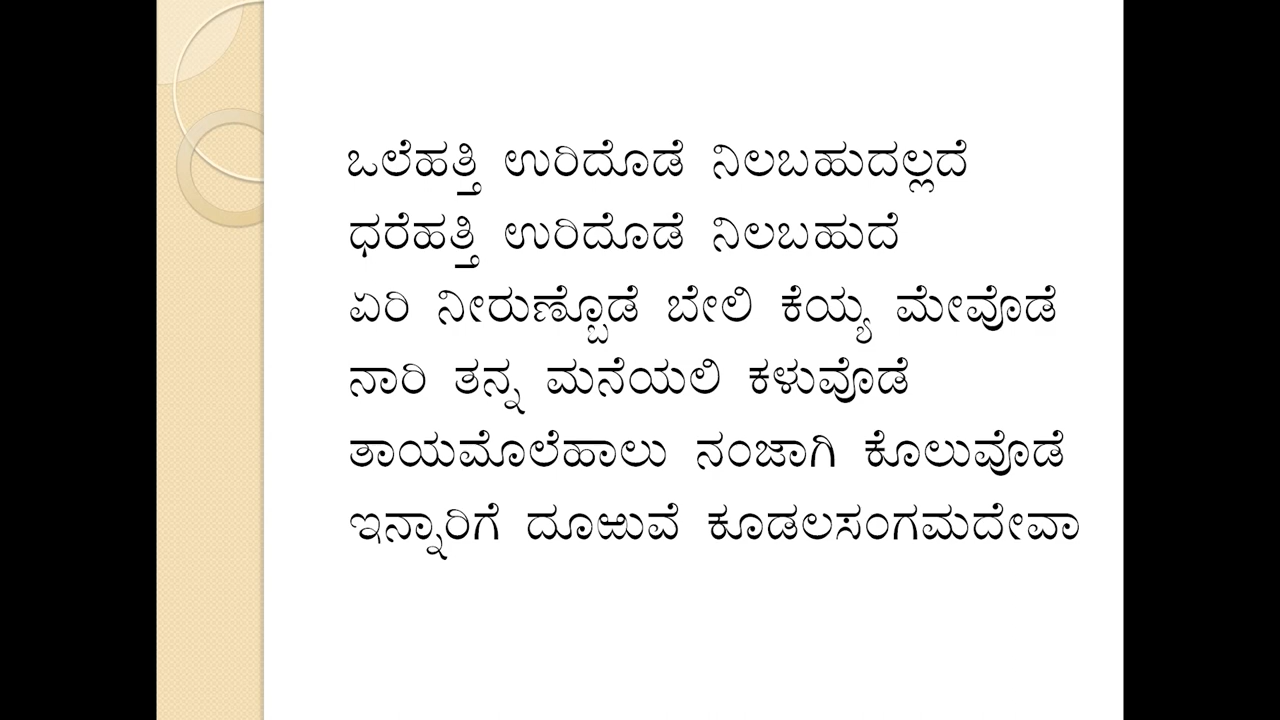 ಒಲೆಹತ್ತಿ ಉರಿದೊಡೆ ನಿಲಬಹುದಲ್ಲದೆ
ಧರೆಹತ್ತಿ ಉರಿದೊಡೆ ನಿಲಬಹುದೆ
ಏರಿ ನೀರುಣ್ಬೊಡೆ ಬೇಲಿ ಕೆಯ್ಯ ಮೇವೊಡೆ
ನಾರಿ ತನ್ನ ಮನೆಯಲಿ ಕಳುವೊಡೆ
ತಾಯಮೊಲೆಹಾಲು ನಂಜಾಗಿ ಕೊಲುವೊಡೆ
ಇನ್ನಾರಿಗೆ ದೂಱುವೆ ಕೂಡಲಸಂಗಮದೇವಾ